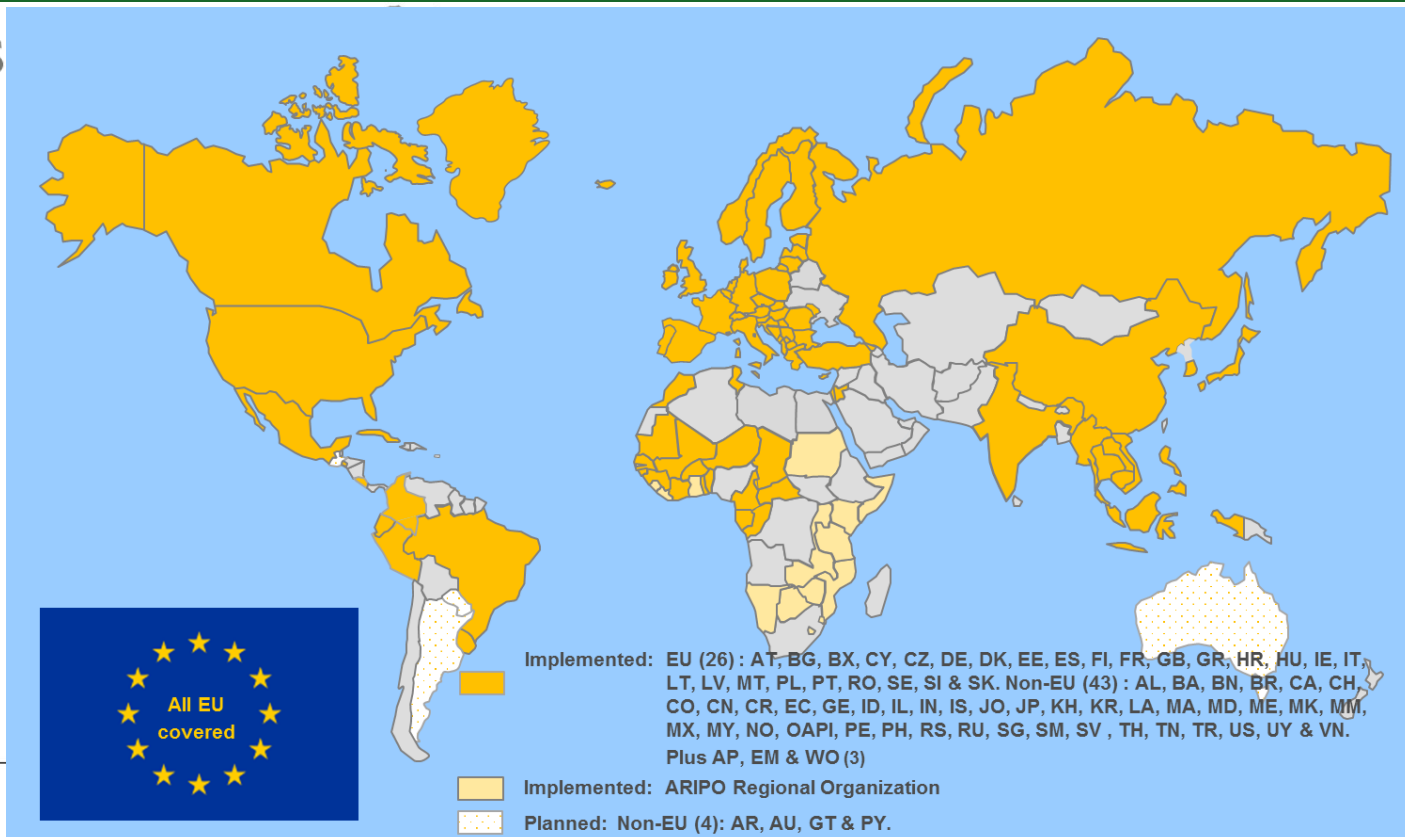 S
All EU
covered
Implemented: EU (26) : AT, BG, BX, CY, CZ, DE, DK, EE, ES, FI, FR, GB, GR, HR, HU, IE, IT,
LT, LV, MT, PL, PT, RO, SE, SI & SK. Non-EU (43) : AL, BA, BN, BR, CA, CH,
CO, CN, CR, EC, GE, ID, IL, IN, IS, JO, JP, KH, KR, LA, MA, MD, ME, MK, MM,
MX, MY, NO, OAPI, PE, PH, RS, RU, SG, SM, SV , TH, TN, TR, US, UY & VN.
Plus AP, EM & WO (3)
Implemented: ARIPO Regional Organization
Planned: Non-EU (4): AR, AU, GT & PY.